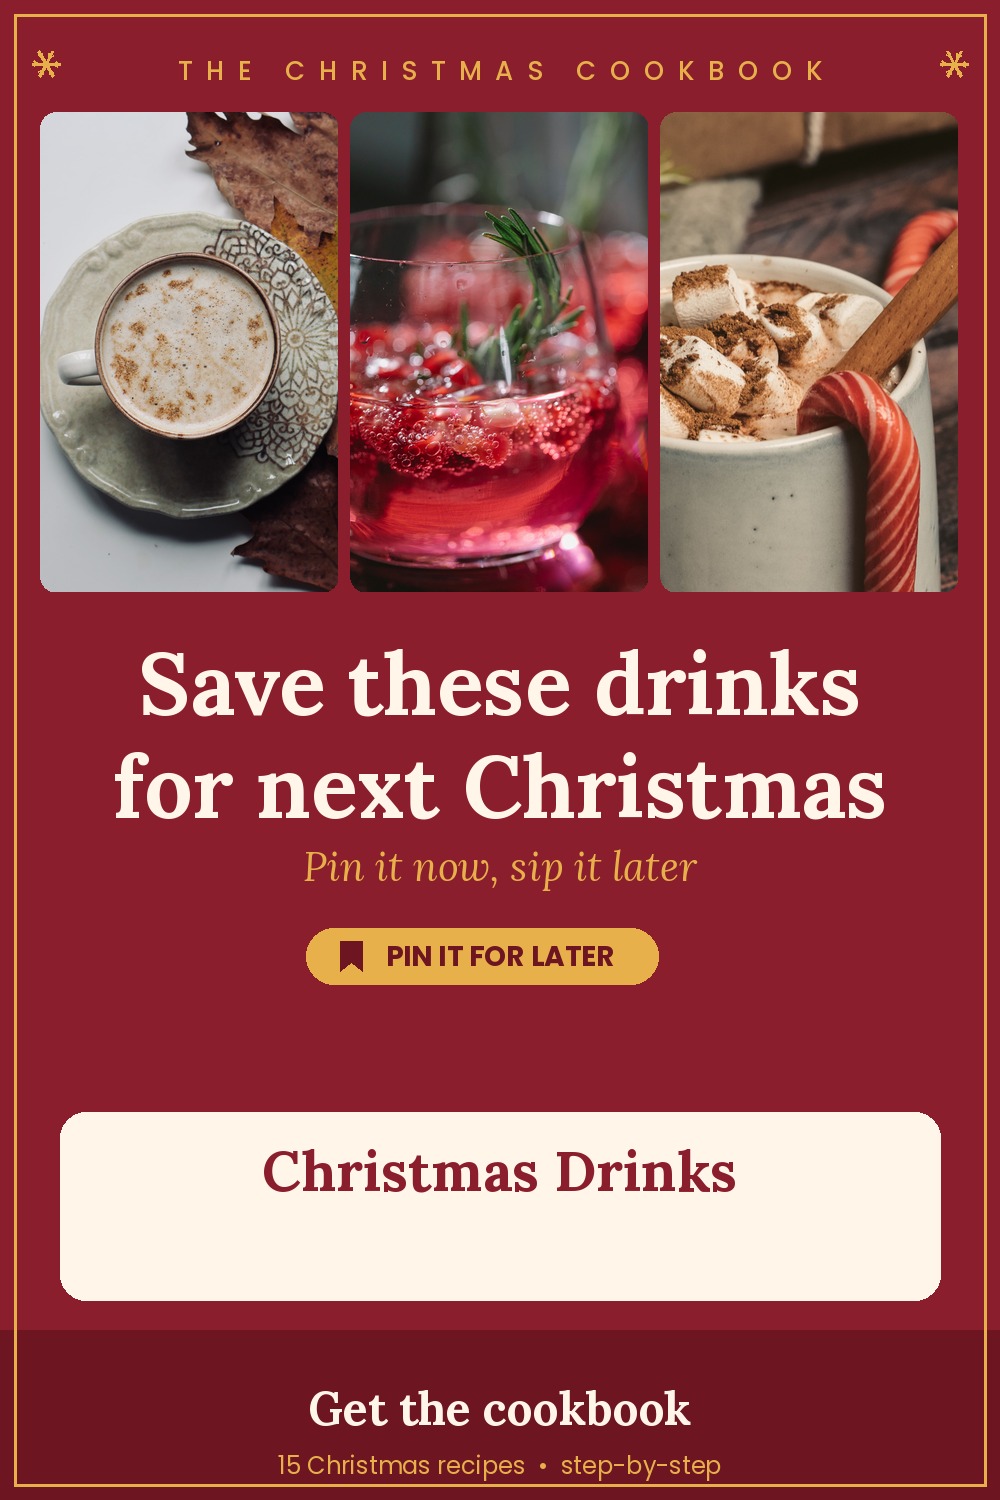 THE CHRISTMAS COOKBOOK
Save these drinks
for next Christmas
Pin it now, sip it later
PIN IT FOR LATER
Christmas Drinks
Get the cookbook
15 Christmas recipes • step-by-step